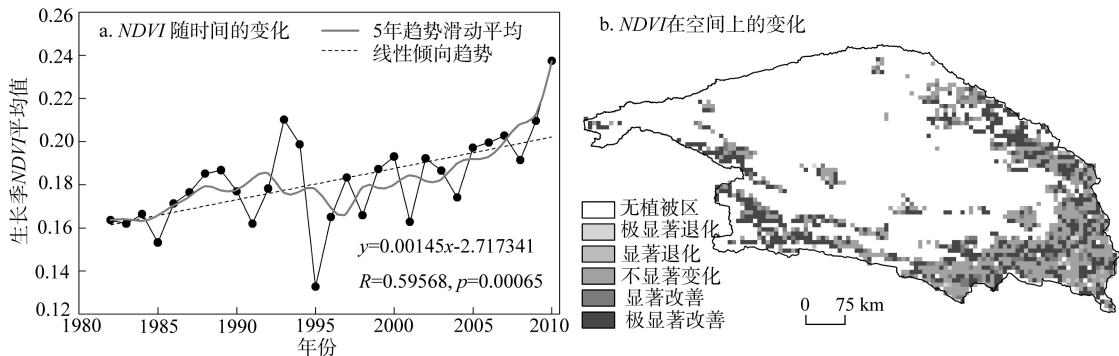 a. NDVI 随时间的变化
5年趋势滑动平均
线性倾向趋势
生长季NDVI平均值
0.26
0.24
0.22
0.20
0.18
0.16
0.14
0.12
y=0.00145x-2.717341
R=0.59568, p=0.00065
1980
1985
1990
1995
2000
2005
2010
年份
b. NDVI在空间上的变化
无植被区
极显著退化
显著退化
不显著变化
显著改善
极显著改善
0 75 km